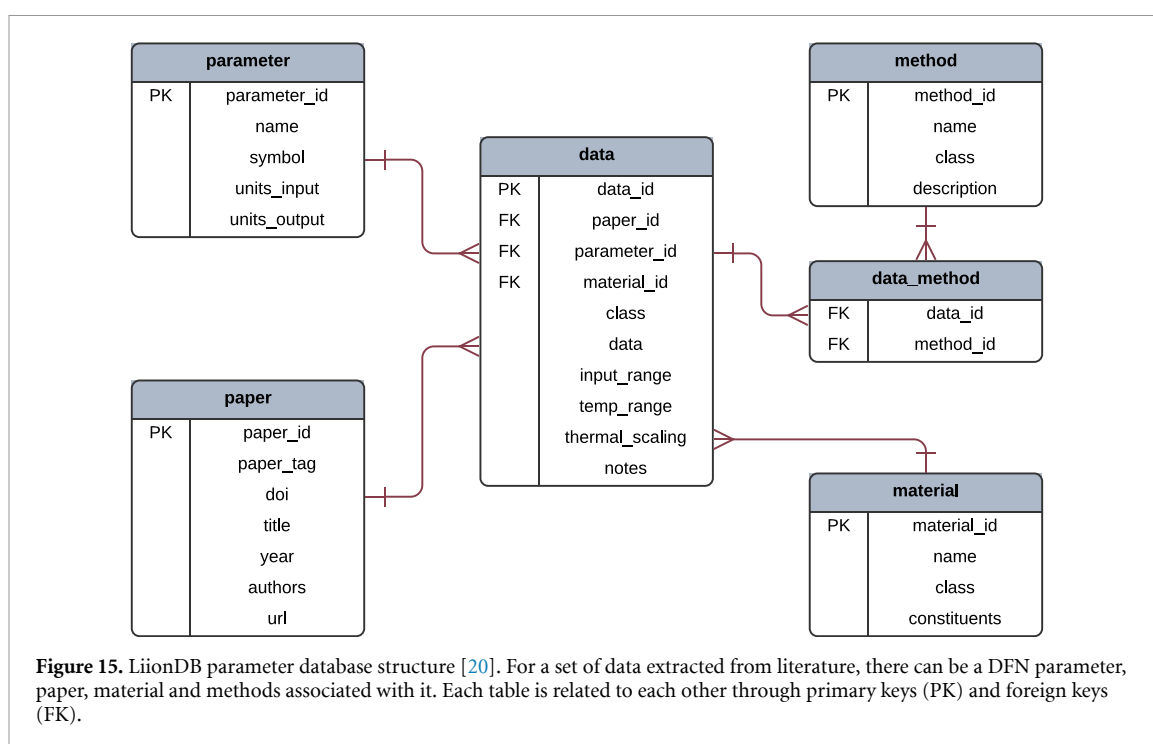 parameter
PK parameter_id
name
symbol
units_input
units_output
method
PK method_id
name
class
description
data
PK data_id
FK paper_id
FK parameter_id
FK material_id
class
data
input_range
temp_range
thermal_scaling
notes
data_method
FK data_id
FK method_id
paper
PK paper_id
paper_tag
doi
title
year
authors
url
material
PK material_id
name
class
constituents
Figure 15. LiionDB parameter database structure [20]. For a set of data extracted from literature, there can be a DFN parameter,
paper, material and methods associated with it. Each table is related to each other through primary keys (PK) and foreign keys
(FK).